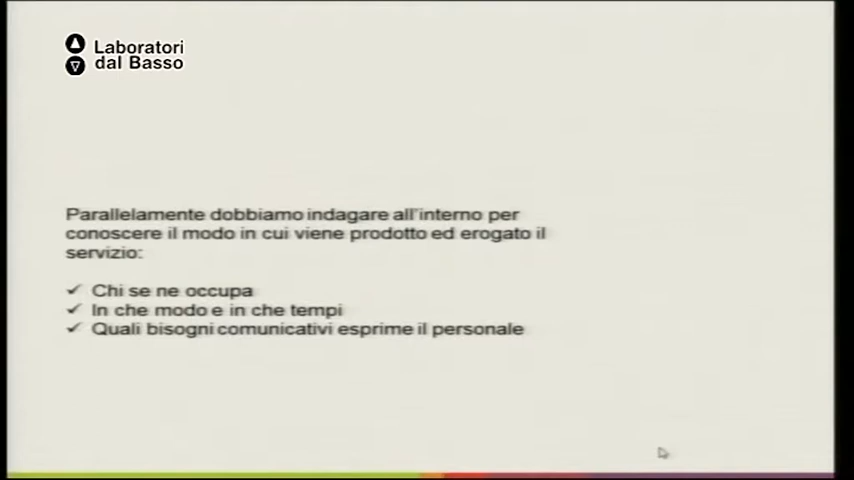 Laboratori
dal Basso
Parallelamente dobbiamo indagare all'interno per
conoscere il modo in cui viene prodotto ed erogato il
servizio:
✓ Chi se ne occupa
✓ In che modo e in che tempi
✓ Quali bisogni comunicativi esprime il personale